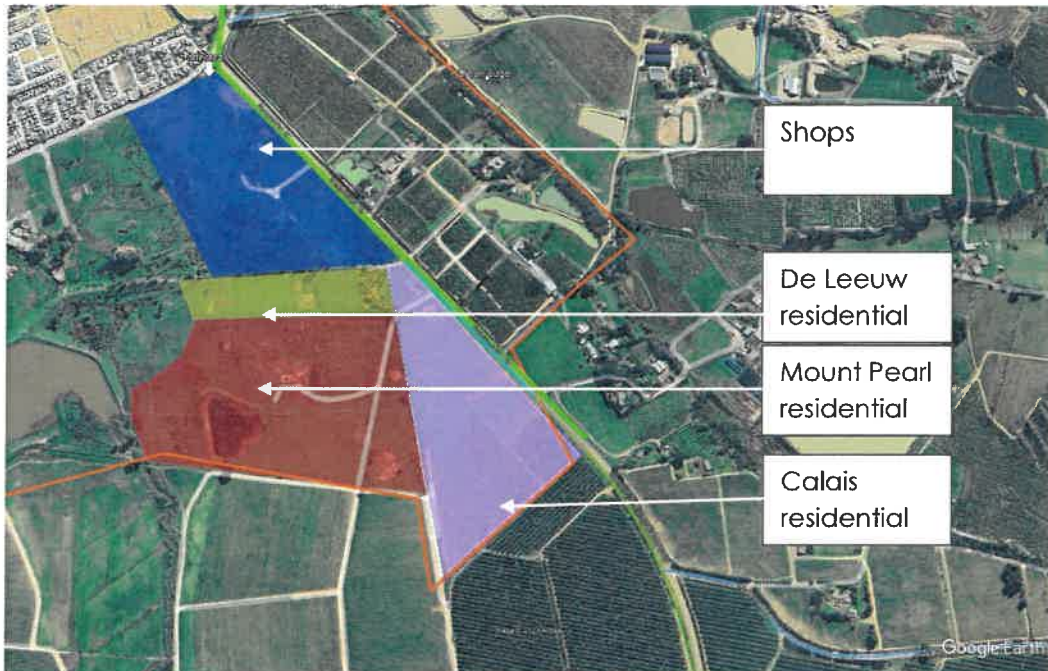 Shops
De Leeuw
residential
Mount Pearl
residential
Calais
residential
Google Earth